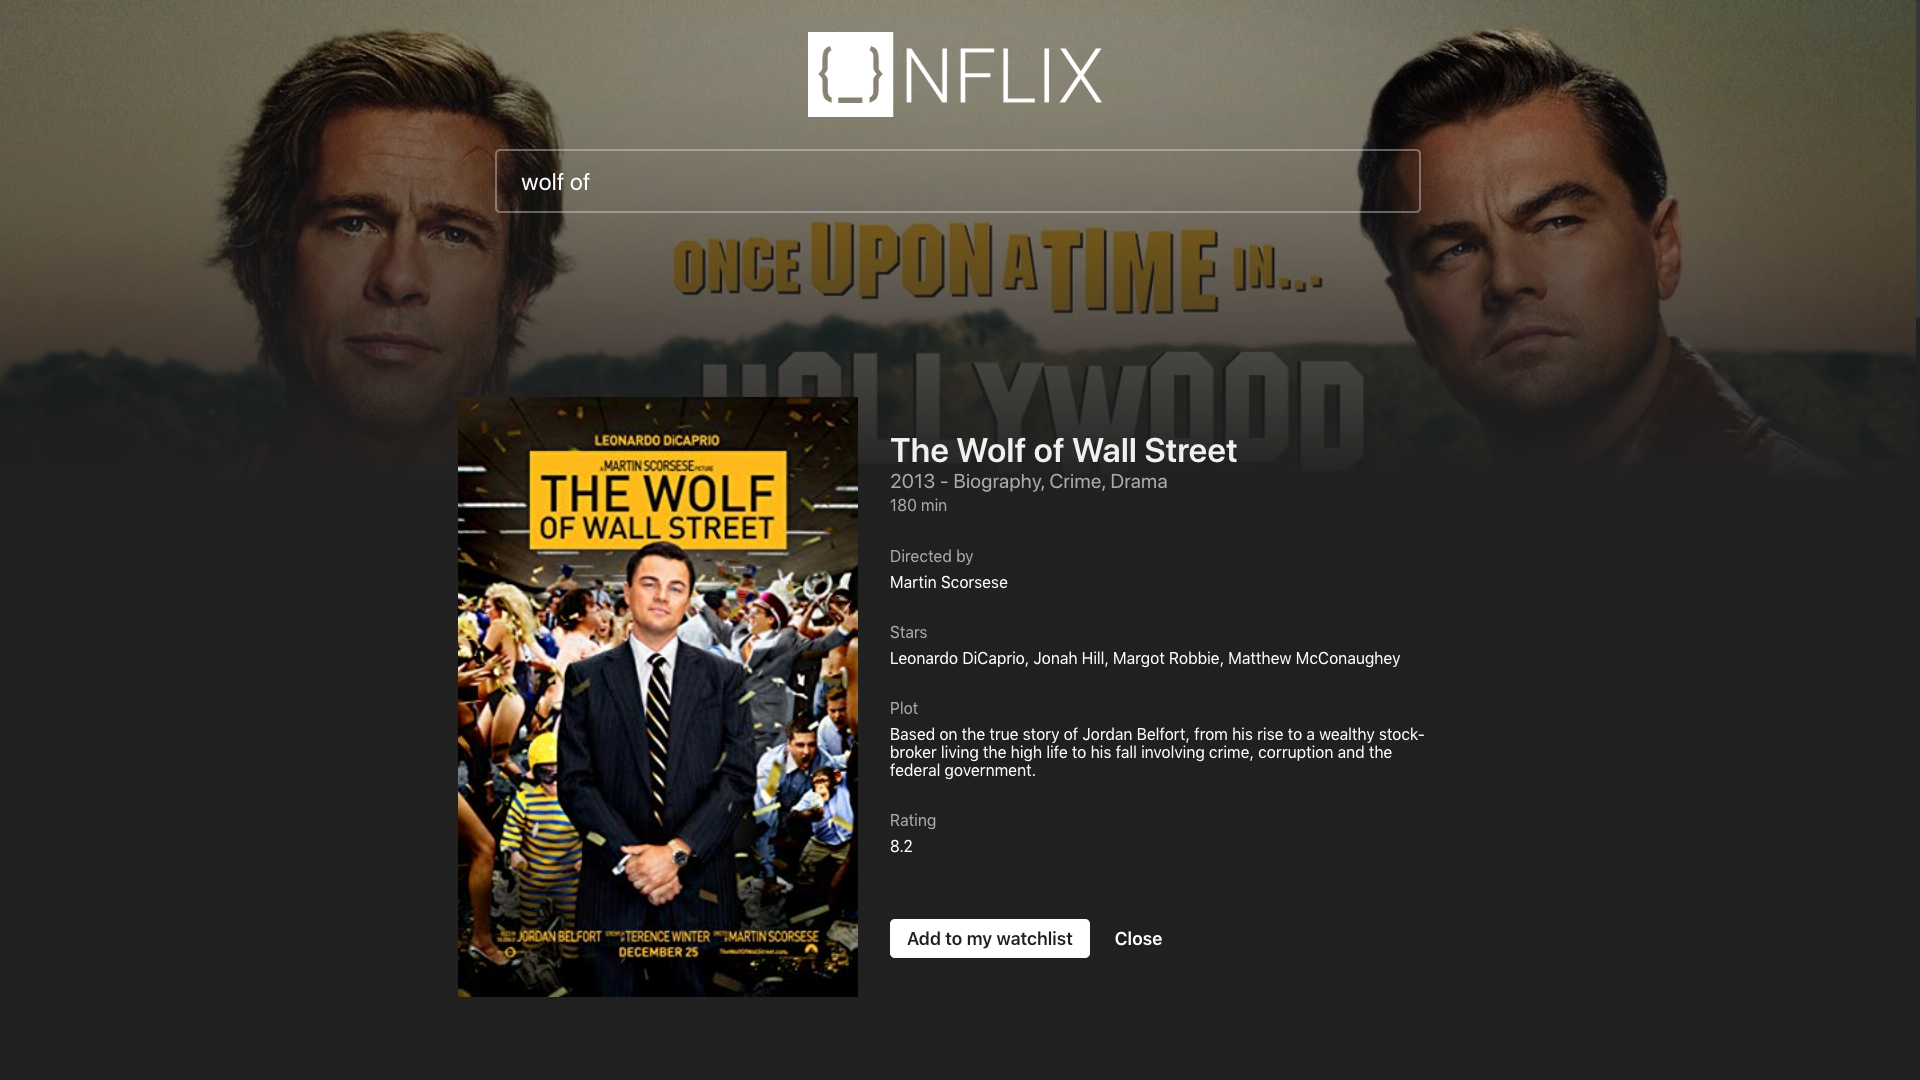 {_} NFLIX
wolf of
ONCE UPON A TIME IN...
HOLLYWOOD
LEONARDO DiCAPRIO
A MARTIN SCORSESE PICTURE
THE WOLF
OF WALL STREET
JORDAN BELFORT TERENCE WINTER MARTIN SCORSESE
DECEMBER 25
The Wolf of Wall Street
2013 - Biography, Crime, Drama
180 min
Directed by
Martin Scorsese
Stars
Leonardo DiCaprio, Jonah Hill, Margot Robbie, Matthew McConaughey
Plot
Based on the true story of Jordan Belfort, from his rise to a wealthy stock-
broker living the high life to his fall involving crime, corruption and the
federal government.
Rating
8.2
Add to my watchlist
Close